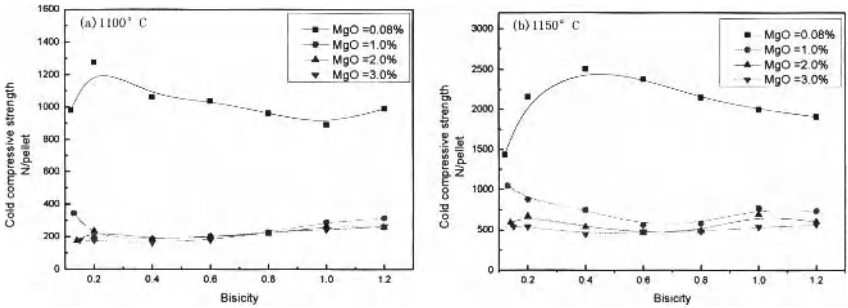 (a)1100° C
MgO =0.08%
MgO =1.0%
MgO =2.0%
MgO =3.0%
1600
1400
1200
1000
800
600
400
200
0
Cold compressive strength
N/pellet
0.2
0.4
0.6
0.8
1.0
1.2
Bisicity
(b)1150° C
MgO =0.08%
MgO =1.0%
MgO =2.0%
MgO =3.0%
3000
2500
2000
1500
1000
500
0
Cold compressive strength
N/pellet
0.2
0.4
0.6
0.8
1.0
1.2
Bisicity